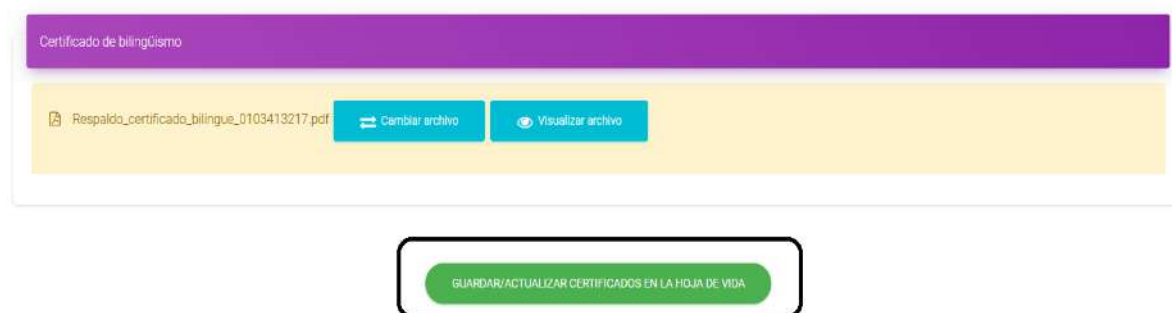 Certificado de bilingüismo
Respaldo_certificado_bilingue_0103413217.pdf Cambiar archivo Visualizar archivo
GUARDAR/ACTUALIZAR CERTIFICADOS EN LA HOJA DE VIDA